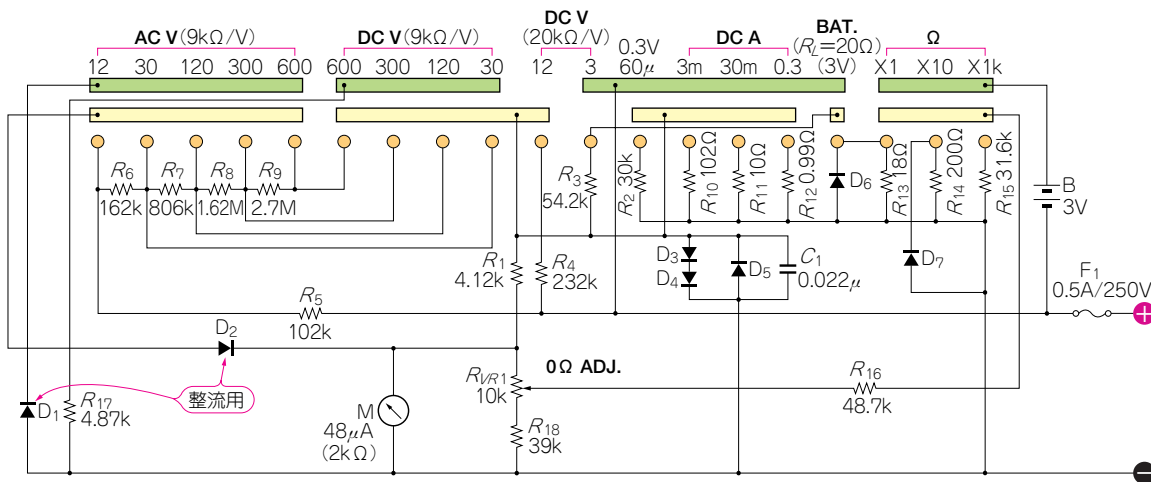 AC V (9kΩ/V)
DC V (9kΩ/V)
DC V
(20kΩ/V)
DC A
BAT.
(RL=20Ω)
(3V)
Ω
12 30 120 300 600
600 300 120 30
12 3
0.3V
60μ
3m 30m 0.3
X1 X10 X1k
R6
162k
R7
806k
R8
1.62M
R9
2.7M
R3
54.2k
R2 30k
R10 102Ω
R11 10Ω
R12 0.99Ω
D6
R13 18Ω
R14 200Ω
R15 31.6k
B
3V
R1
4.12k
R4
232k
D3
D4
D5
C1
0.022μ
D7
F1
0.5A/250V
R5
102k
D2
0Ω ADJ.
RVR1
10k
R16
48.7k
整流用
D1
R17
4.87k
M
48μA
(2kΩ)
R18
39k